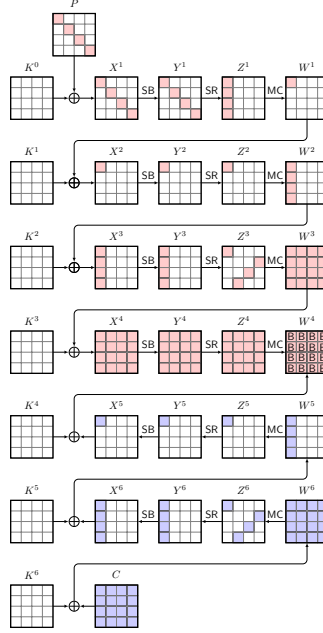 P
K⁰ X¹ SB Y¹ SR Z¹ MC W¹
K¹ X² SB Y² SR Z² MC W²
K² X³ SB Y³ SR Z³ MC W³
K³ X⁴ SB Y⁴ SR Z⁴ MC W⁴
B B B B
B B B B
B B B B
B B B B
K⁴ X⁵ SB Y⁵ SR Z⁵ MC W⁵
K⁵ X⁶ SB Y⁶ SR Z⁶ MC W⁶
K⁶ C